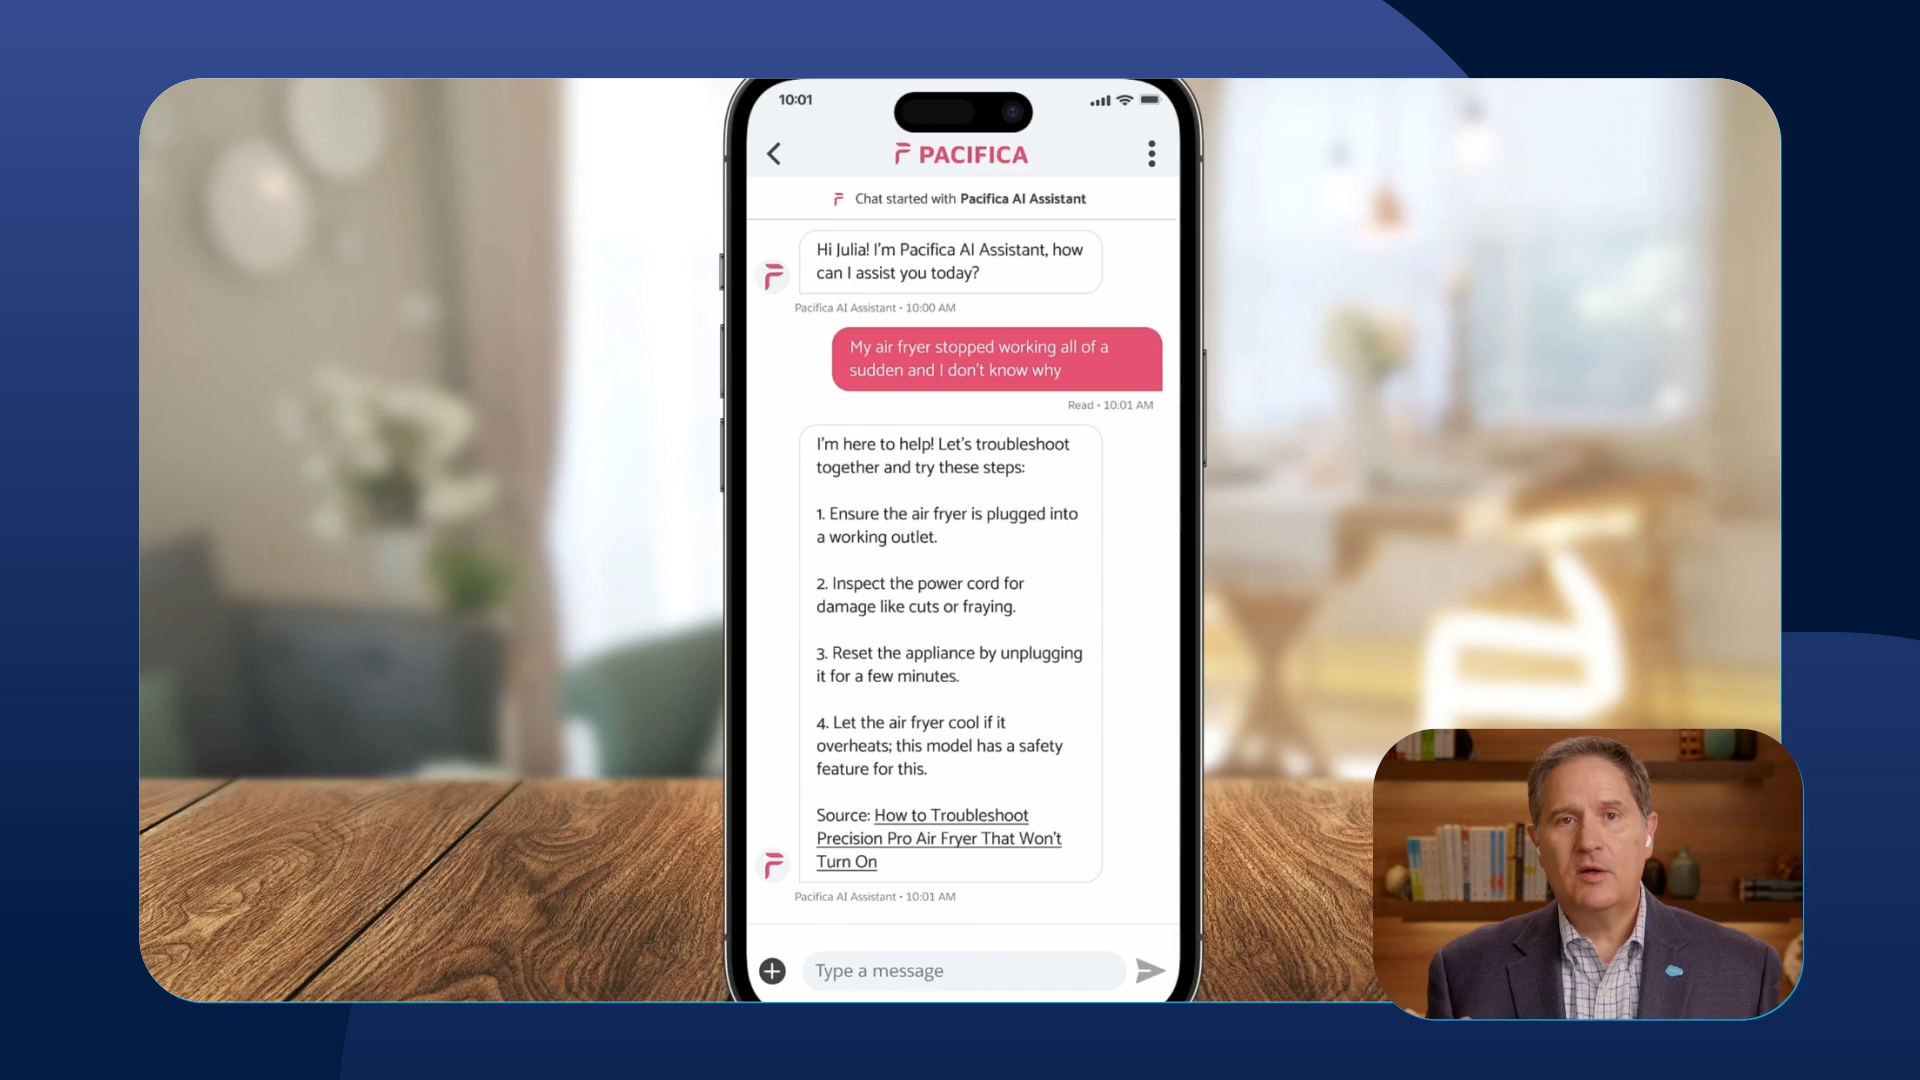 10:01
PACIFICA
Chat started with Pacifica AI Assistant
Hi Julia! I'm Pacifica AI Assistant, how
can I assist you today?
Pacifica AI Assistant • 10:00 AM
My air fryer stopped working all of a
sudden and I don't know why
Read • 10:01 AM
I'm here to help! Let's troubleshoot
together and try these steps:
1. Ensure the air fryer is plugged into
a working outlet.
2. Inspect the power cord for
damage like cuts or fraying.
3. Reset the appliance by unplugging
it for a few minutes.
4. Let the air fryer cool if it
overheats; this model has a safety
feature for this.
Source: How to Troubleshoot
Precision Pro Air Fryer That Won't
Turn On
Pacifica AI Assistant • 10:01 AM
Type a message